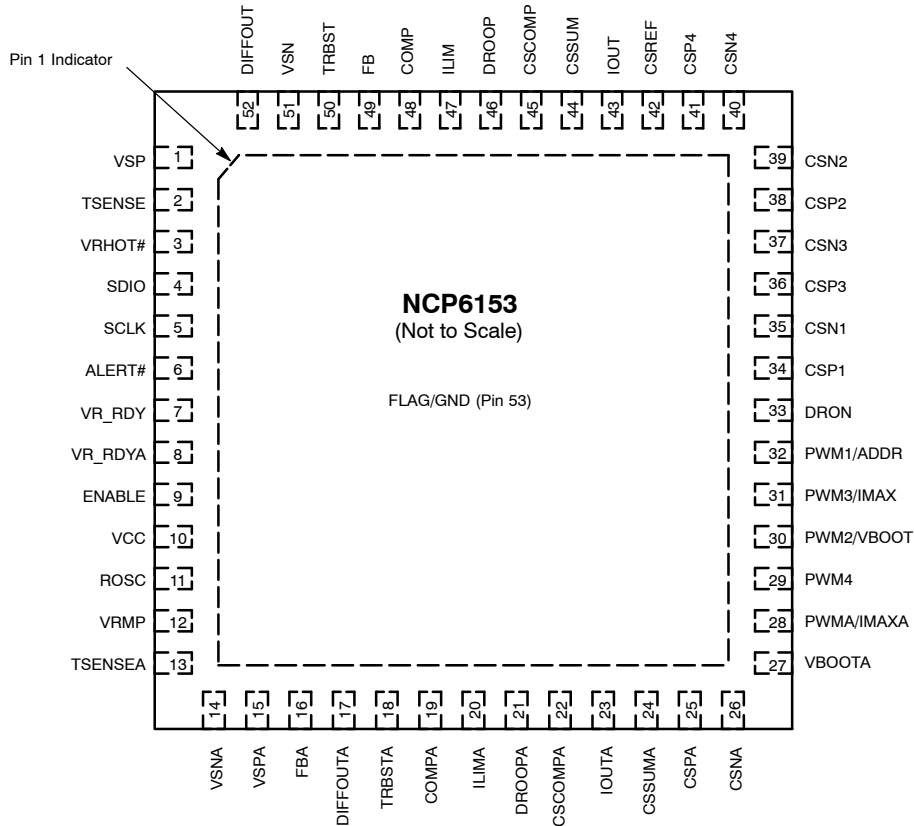 Pin 1 Indicator
DIFFOUT
VSN
TRBST
FB
COMP
ILIM
DROOP
CSCOMP
CSSUM
IOUT
CSREF
CSP4
CSN4
52
51
50
49
48
47
46
45
44
43
42
41
40
VSP 1
TSENSE 2
VRHOT# 3
SDIO 4
SCLK 5
ALERT# 6
VR_RDY 7
VR_RDYA 8
ENABLE 9
VCC 10
ROSC 11
VRMP 12
TSENSEA 13
NCP6153
(Not to Scale)
FLAG/GND (Pin 53)
39 CSN2
38 CSP2
37 CSN3
36 CSP3
35 CSN1
34 CSP1
33 DRON
32 PWM1/ADDR
31 PWM3/IMAX
30 PWM2/VBOOT
29 PWM4
28 PWMA/IMAXA
27 VBOOTA
14
15
16
17
18
19
20
21
22
23
24
25
26
VSNA
VSPA
FBA
DIFFOUTA
TRBSTA
COMPA
ILIMA
DROOPA
CSCOMPA
IOUTA
CSSUMA
CSPA
CSNA